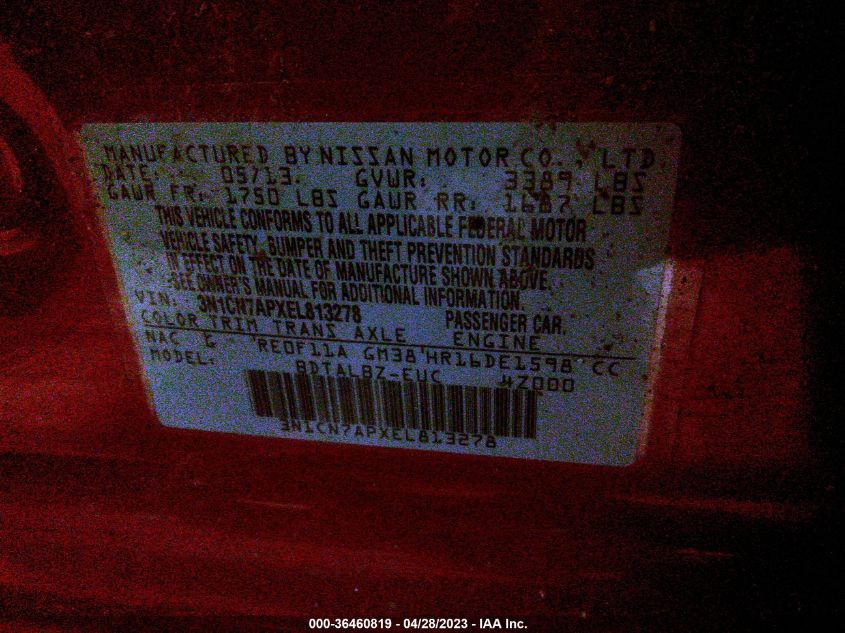 MANUFACTURED BY NISSAN MOTOR CO., LTD.
DATE: 05/13. GVWR: 3389 LBS
GAWR FR: 1750 LBS GAWR RR: 1687 LBS
THIS VEHICLE CONFORMS TO ALL APPLICABLE FEDERAL MOTOR
VEHICLE SAFETY, BUMPER AND THEFT PREVENTION STANDARDS
IN EFFECT ON THE DATE OF MANUFACTURE SHOWN ABOVE.
SEE OWNER'S MANUAL FOR ADDITIONAL INFORMATION.
VIN: 3N1CN7APXEL813278 PASSENGER CAR.
COLOR TRIM TRANS AXLE ENGINE
NAC G RE0F11A GM38 HR16DE1598 CC
MODEL: BDTALBZ-EUC 4Z000
3N1CN7APXEL813278
000-36460819 - 04/28/2023 - IAA Inc.